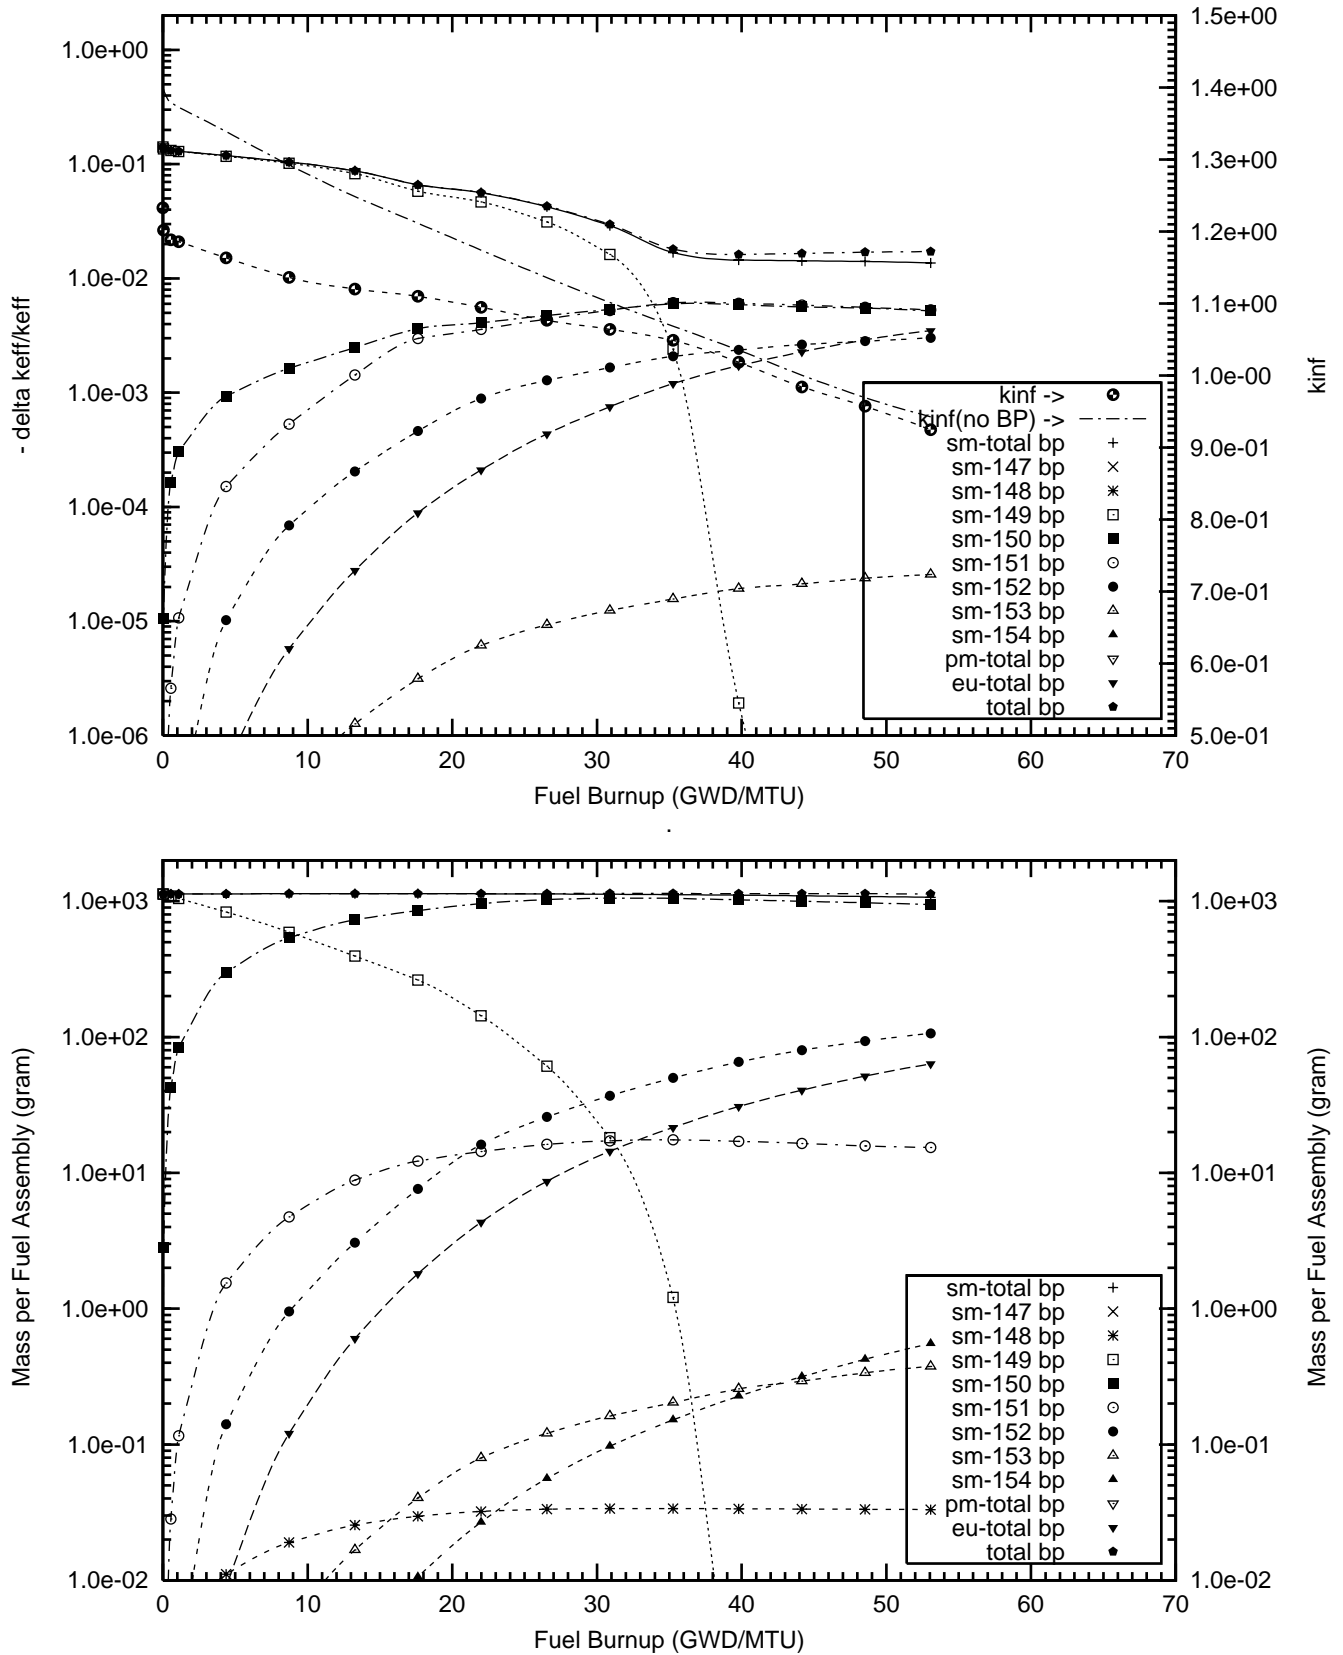 1.0e+00
1.0e-01
1.0e-02
1.0e-03
1.0e-04
1.0e-05
1.0e-06
- delta keff/keff
1.5e+00
1.4e+00
1.3e+00
1.2e+00
1.1e+00
1.0e-00
9.0e-01
8.0e-01
7.0e-01
6.0e-01
5.0e-01
kinf
kinf ->
kinf(no BP) ->
sm-total bp
sm-147 bp
sm-148 bp
sm-149 bp
sm-150 bp
sm-151 bp
sm-152 bp
sm-153 bp
sm-154 bp
pm-total bp
eu-total bp
total bp
0 10 20 30 40 50 60 70
Fuel Burnup (GWD/MTU)
.
1.0e+03
1.0e+02
1.0e+01
1.0e+00
1.0e-01
1.0e-02
Mass per Fuel Assembly (gram)
1.0e+03
1.0e+02
1.0e+01
1.0e+00
1.0e-01
1.0e-02
Mass per Fuel Assembly (gram)
sm-total bp
sm-147 bp
sm-148 bp
sm-149 bp
sm-150 bp
sm-151 bp
sm-152 bp
sm-153 bp
sm-154 bp
pm-total bp
eu-total bp
total bp
0 10 20 30 40 50 60 70
Fuel Burnup (GWD/MTU)